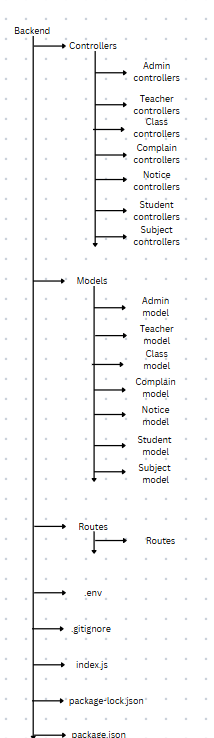 Backend
Controllers
Admin
controllers
Teacher
controllers
Class
controllers
Complain
controllers
Notice
controllers
Student
controllers
Subject
controllers
Models
Admin
model
Teacher
model
Class
model
Complain
model
Notice
model
Student
model
Subject
model
Routes
Routes
.env
.gitignore
index.js
package-lock.json
package.json